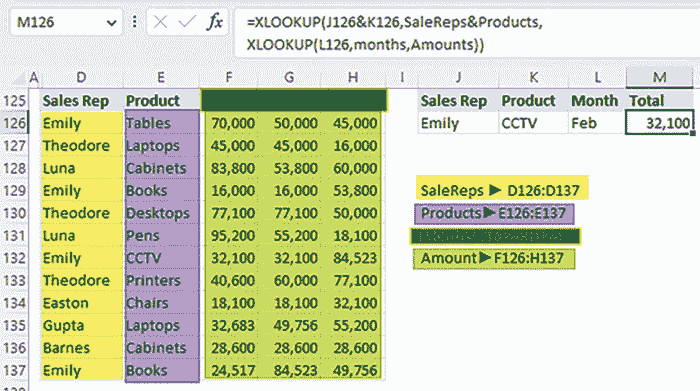 M126
fx
=XLOOKUP(J126&K126,SaleReps&Products,
XLOOKUP(L126,months,Amounts))
A D E F G H I J K L M
125 Sales Rep Product Sales Rep Product Month Total
126 Emily Tables 70,000 50,000 45,000 Emily CCTV Feb 32,100
127 Theodore Laptops 45,000 45,000 16,000
128 Luna Cabinets 83,800 53,800 60,000
129 Emily Books 16,000 16,000 53,800 SaleReps ► D126:D137
130 Theodore Desktops 77,100 77,100 50,000 Products ► E126:E137
131 Luna Pens 95,200 55,200 18,100
132 Emily CCTV 32,100 32,100 84,523 Amount ► F126:H137
133 Theodore Printers 40,600 60,000 77,100
134 Easton Chairs 18,100 18,100 32,100
135 Gupta Laptops 32,683 49,756 55,200
136 Barnes Cabinets 28,600 28,600 28,600
137 Emily Books 24,517 84,523 49,756